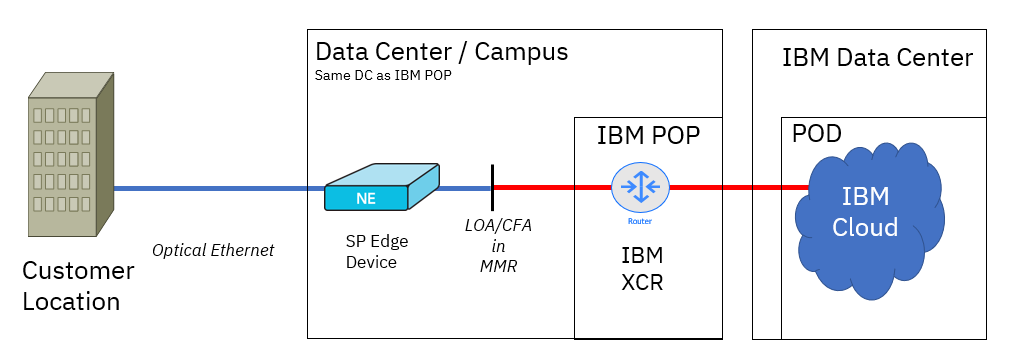 Data Center / Campus
Same DC as IBM POP
IBM Data Center
IBM POP
POD
NE
Router
IBM
Cloud
LOA/CFA
in
MMR
SP Edge
Device
Optical Ethernet
IBM
XCR
Customer
Location